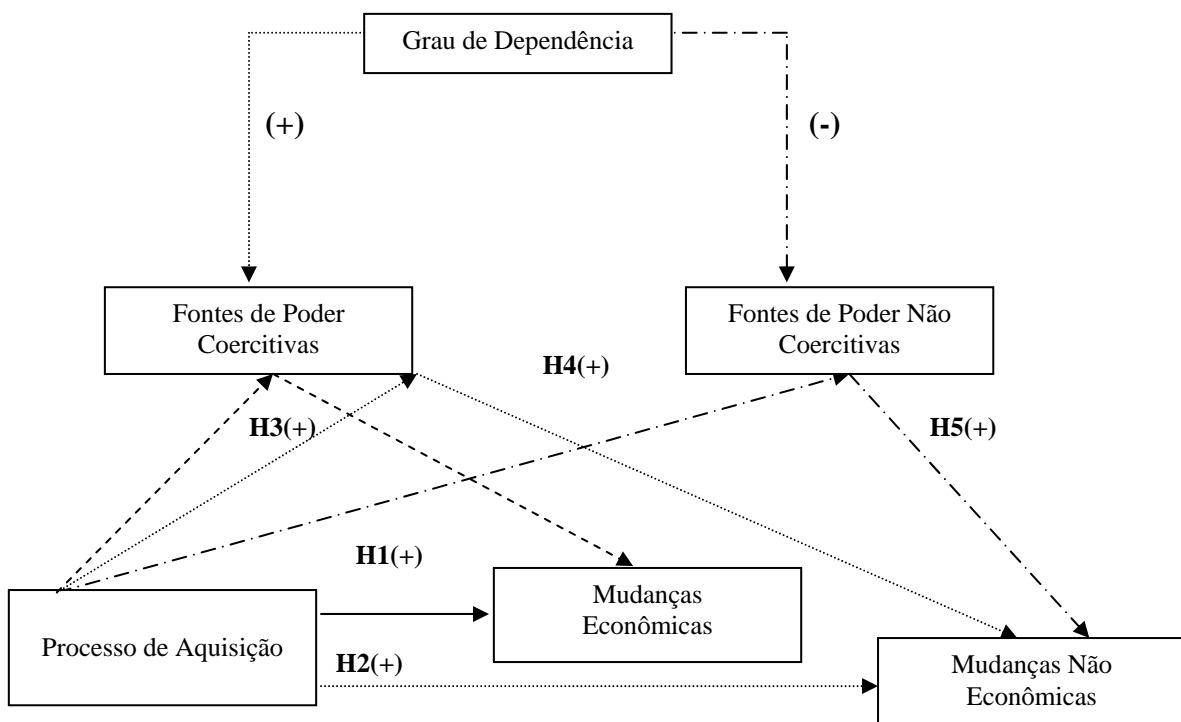 Grau de Dependência
(+)
(-)
Fontes de Poder
Coercitivas
Fontes de Poder Não
Coercitivas
H4(+)
H3(+)
H5(+)
H1(+)
Mudanças
Econômicas
Processo de Aquisição
H2(+)
Mudanças Não
Econômicas